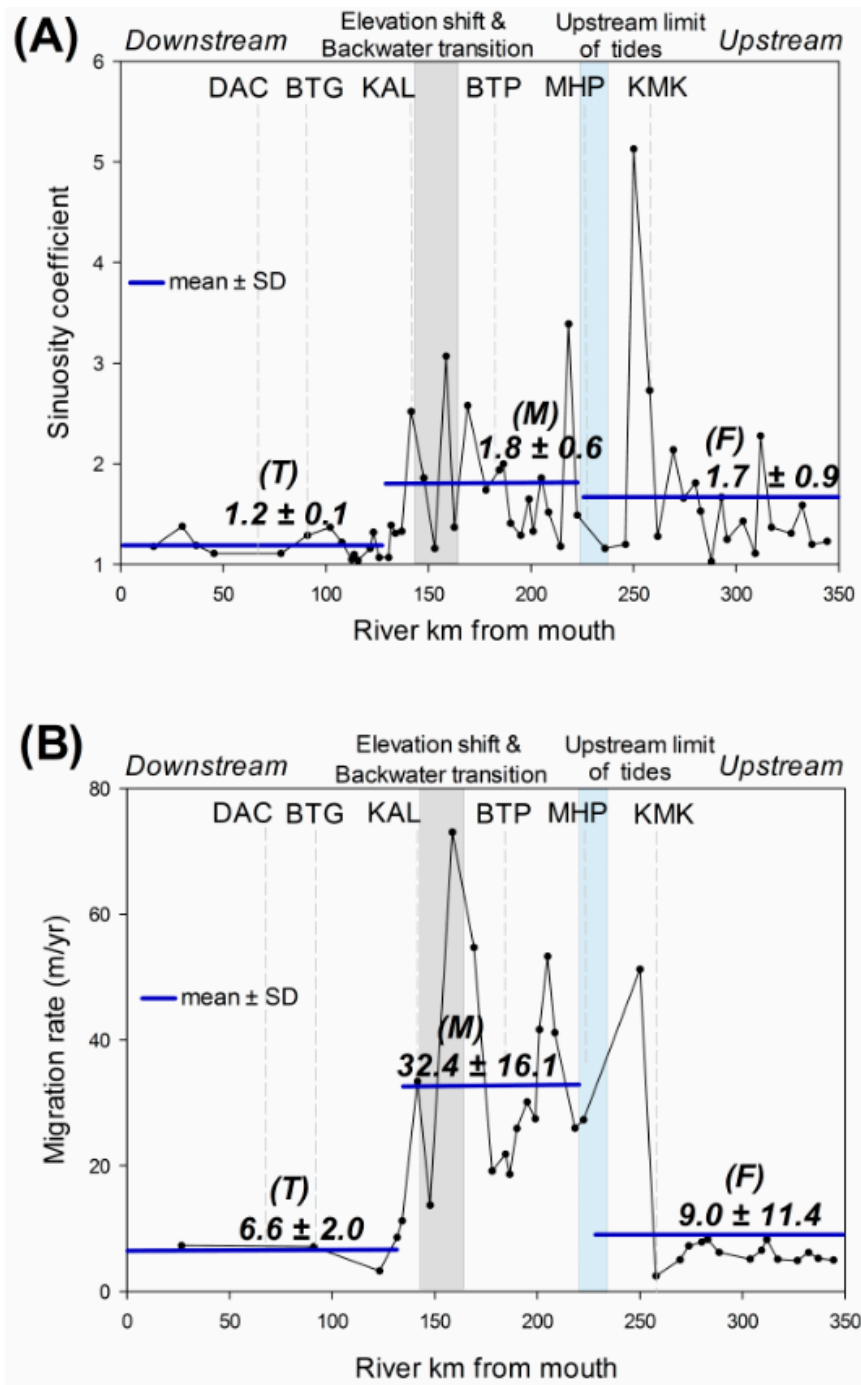 (A)
Downstream
Elevation shift &
Backwater transition
Upstream limit
of tides
Upstream
6
5
4
3
2
1
Sinuosity coefficient
DAC
BTG
KAL
BTP
MHP
KMK
mean ± SD
(T)
1.2 ± 0.1
(M)
1.8 ± 0.6
(F)
1.7 ± 0.9
0
50
100
150
200
250
300
350
River km from mouth
(B)
Downstream
Elevation shift &
Backwater transition
Upstream limit
of tides
Upstream
80
60
40
20
0
Migration rate (m/yr)
DAC
BTG
KAL
BTP
MHP
KMK
mean ± SD
(T)
6.6 ± 2.0
(M)
32.4 ± 16.1
(F)
9.0 ± 11.4
0
50
100
150
200
250
300
350
River km from mouth